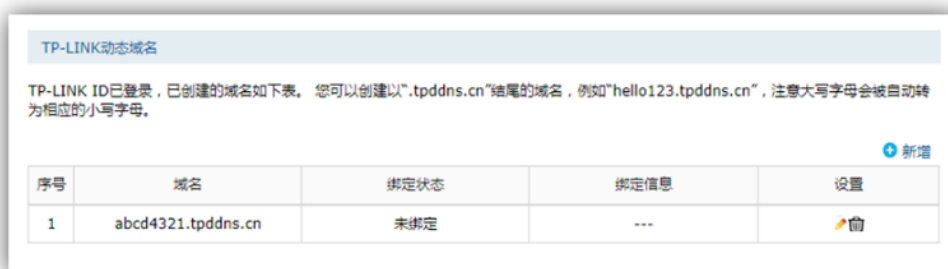 TP-LINK动态域名
TP-LINK ID已登录，已创建的域名如下表。 您可以创建以“.tpddns.cn”结尾的域名，例如“hello123.tpddns.cn”，注意大写字母会被自动转
为相应的小写字母。
新增
序号 域名 绑定状态 绑定信息 设置
1 abcd4321.tpddns.cn 未绑定 ---